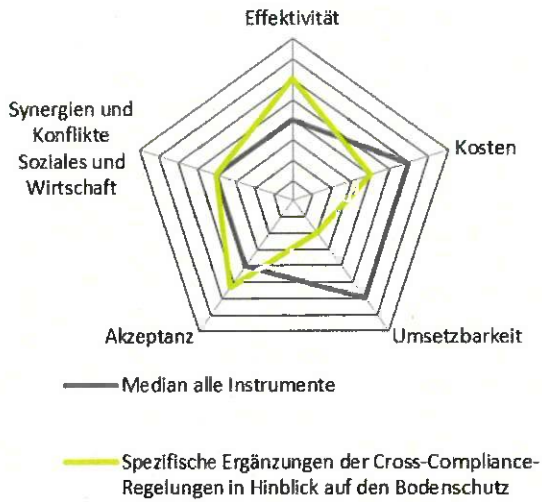 Effektivität
Synergien und
Konflikte
Soziales und
Wirtschaft
Kosten
Akzeptanz
Umsetzbarkeit
Median alle Instrumente
Spezifische Ergänzungen der Cross-Compliance-
Regelungen in Hinblick auf den Bodenschutz